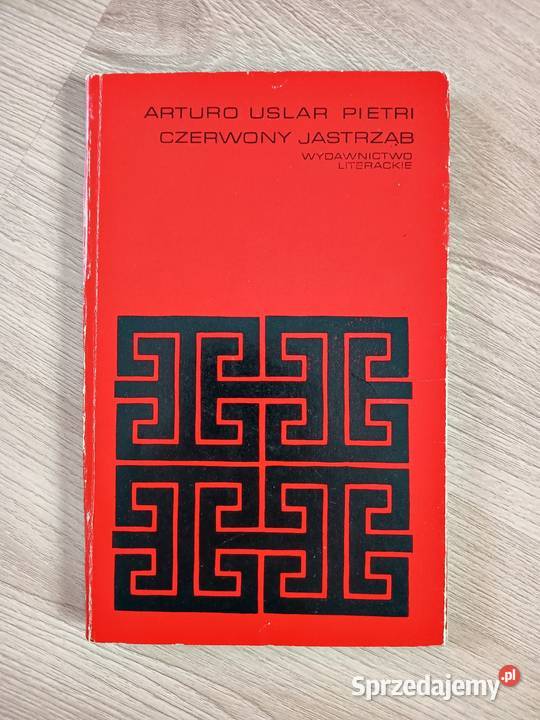 ARTURO USLAR PIETRI
CZERWONY JASTRZĄB
WYDAWNICTWO
LITERACKIE
Sprzedajemy.pl